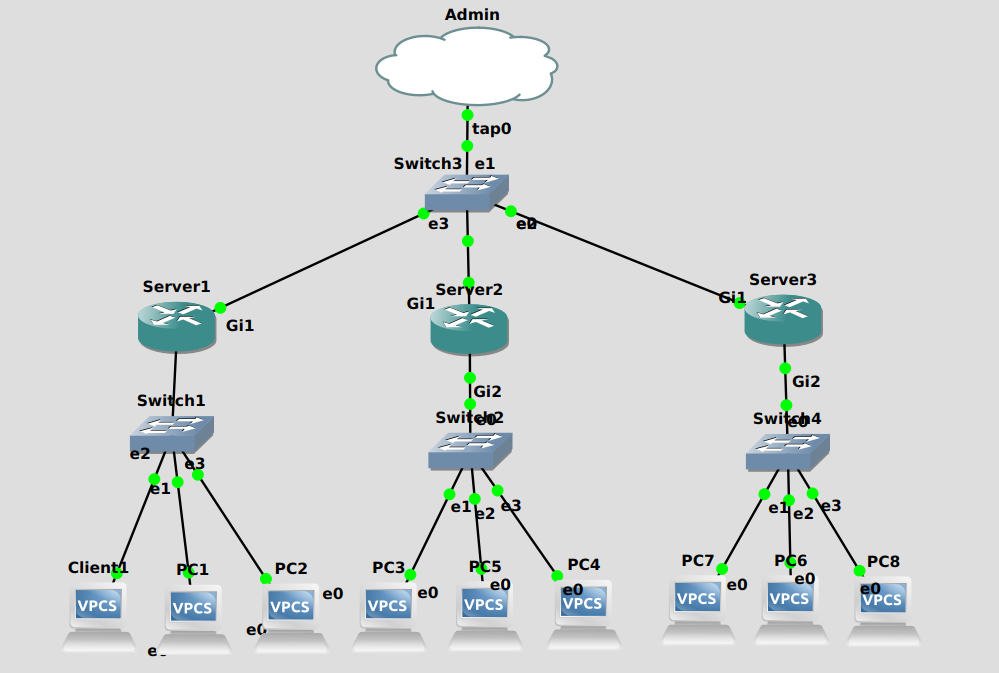 Admin
tap0
Switch3 e1
e3
Server1
Gi1
Server2
Gi1
Server3
Gi1
Switch1
e2
e1
e3
Gi2
Switch2
e0
e1
e2
e3
Gi2
Switch4
e0
e1
e2
e3
Client1
PC1
PC2
e0
e0
VPCS
VPCS
VPCS
PC3
e0
PC5
e0
PC4
e0
VPCS
VPCS
VPCS
PC7
e0
PC6
e0
PC8
e0
VPCS
VPCS
VPCS